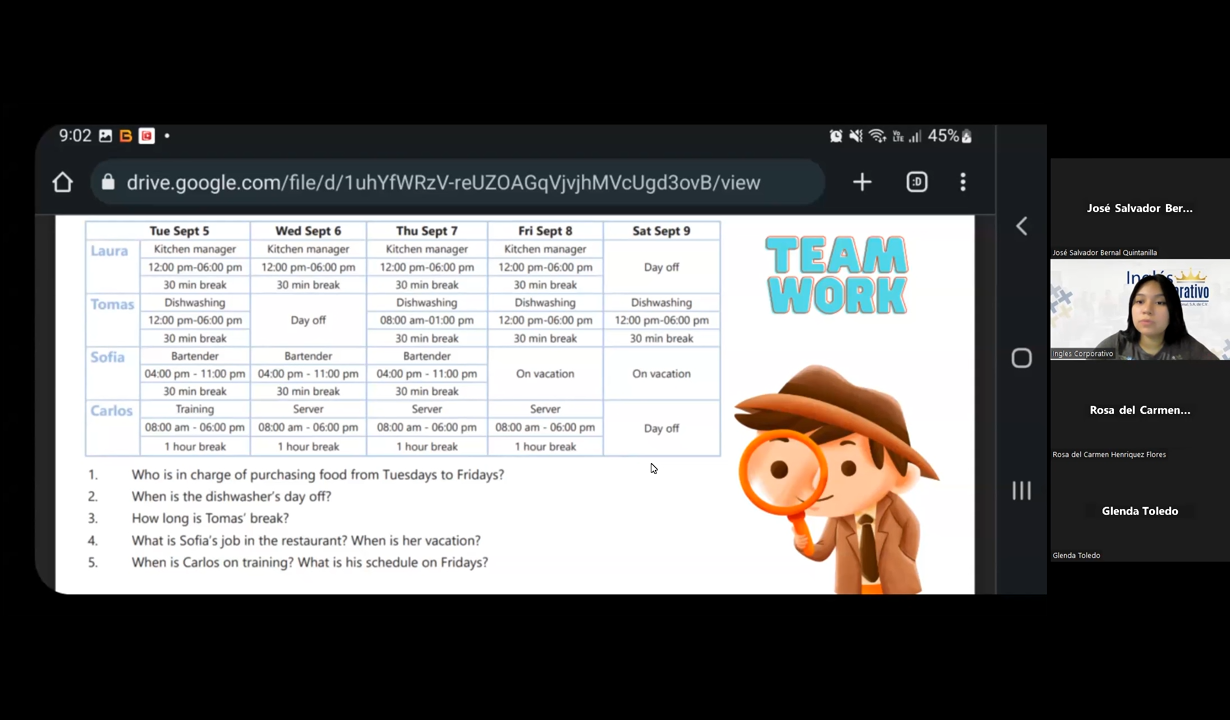 9:02
45%
drive.google.com/file/d/1uhYfWRzV-reUZOAGqVjvjhMVcUgd3ovB/view
:D
Tue Sept 5 Wed Sept 6 Thu Sept 7 Fri Sept 8 Sat Sept 9
Laura Kitchen manager Kitchen manager Kitchen manager Kitchen manager
12:00 pm-06:00 pm 12:00 pm-06:00 pm 12:00 pm-06:00 pm 12:00 pm-06:00 pm Day off
30 min break 30 min break 30 min break 30 min break
Tomas Dishwashing Dishwashing Dishwashing Dishwashing
12:00 pm-06:00 pm Day off 08:00 am-01:00 pm 12:00 pm-06:00 pm 12:00 pm-06:00 pm
30 min break 30 min break 30 min break 30 min break
Sofia Bartender Bartender Bartender
04:00 pm - 11:00 pm 04:00 pm - 11:00 pm 04:00 pm - 11:00 pm On vacation On vacation
30 min break 30 min break 30 min break
Carlos Training Server Server Server
08:00 am - 06:00 pm 08:00 am - 06:00 pm 08:00 am - 06:00 pm 08:00 am - 06:00 pm Day off
1 hour break 1 hour break 1 hour break 1 hour break
1. Who is in charge of purchasing food from Tuesdays to Fridays?
2. When is the dishwasher's day off?
3. How long is Tomas' break?
4. What is Sofia's job in the restaurant? When is her vacation?
5. When is Carlos on training? What is his schedule on Fridays?
TEAM
WORK
José Salvador Ber...
José Salvador Bernal Quintanilla
Inglés
Ingles Corporativo
Rosa del Carmen...
Rosa del Carmen Henriquez Flores
Glenda Toledo
Glenda Toledo